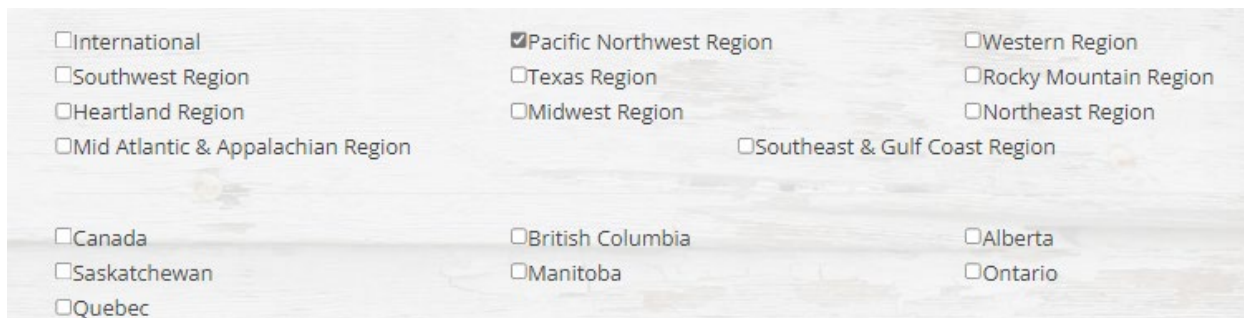 International Pacific Northwest Region Western Region
Southwest Region Texas Region Rocky Mountain Region
Heartland Region Midwest Region Northeast Region
Mid Atlantic & Appalachian Region Southeast & Gulf Coast Region
Canada British Columbia Alberta
Saskatchewan Manitoba Ontario
Quebec